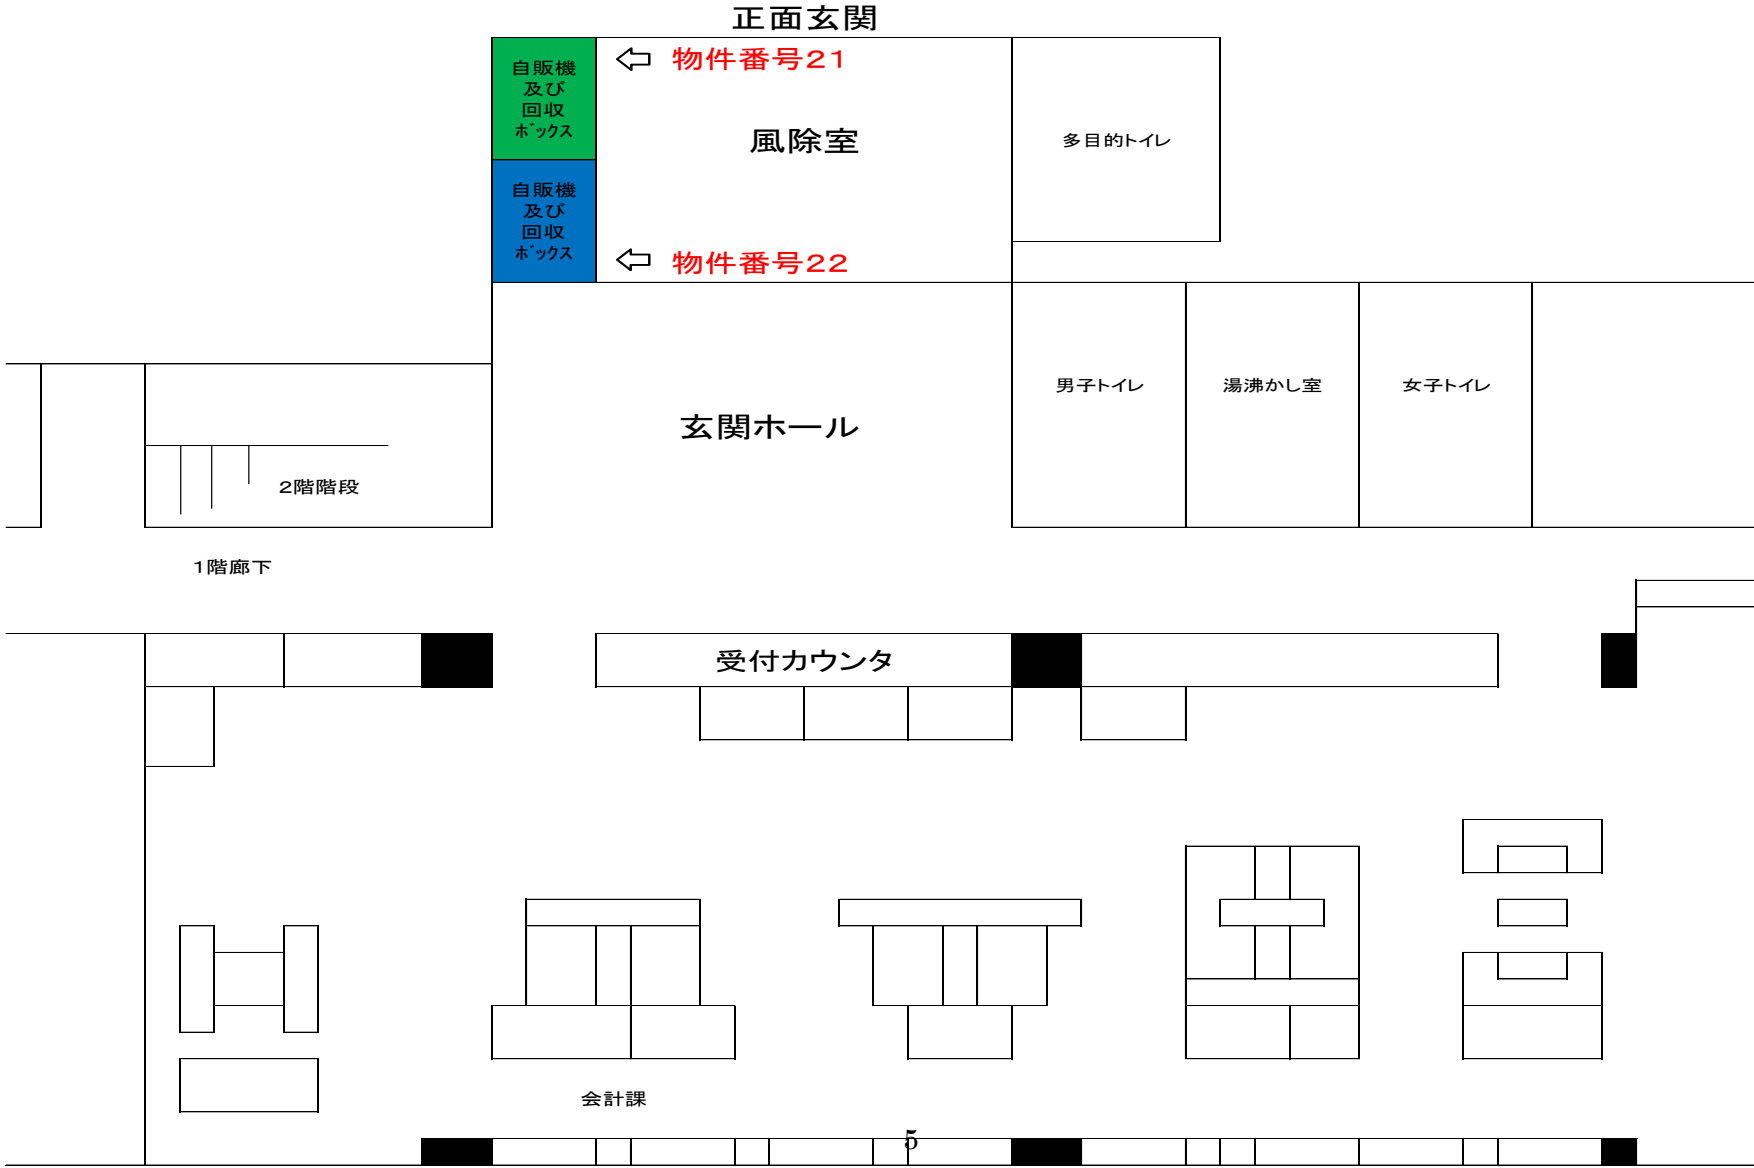 正面玄関
自販機
及び
回収
ボックス
⇦ 物件番号21
風除室
多目的トイレ
自販機
及び
回収
ボックス
⇦ 物件番号22
男子トイレ
湯沸かし室
女子トイレ
玄関ホール
2階階段
1階廊下
受付カウンタ
会計課
5